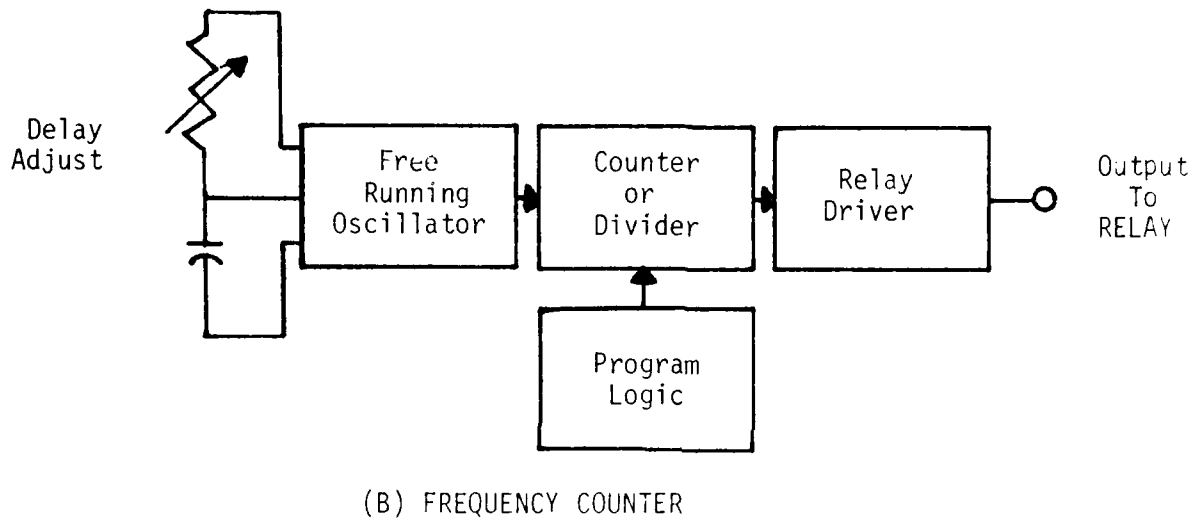 Delay
Adjust
Free
Running
Oscillator
Counter
or
Divider
Relay
Driver
Output
To
RELAY
Program
Logic
(B) FREQUENCY COUNTER